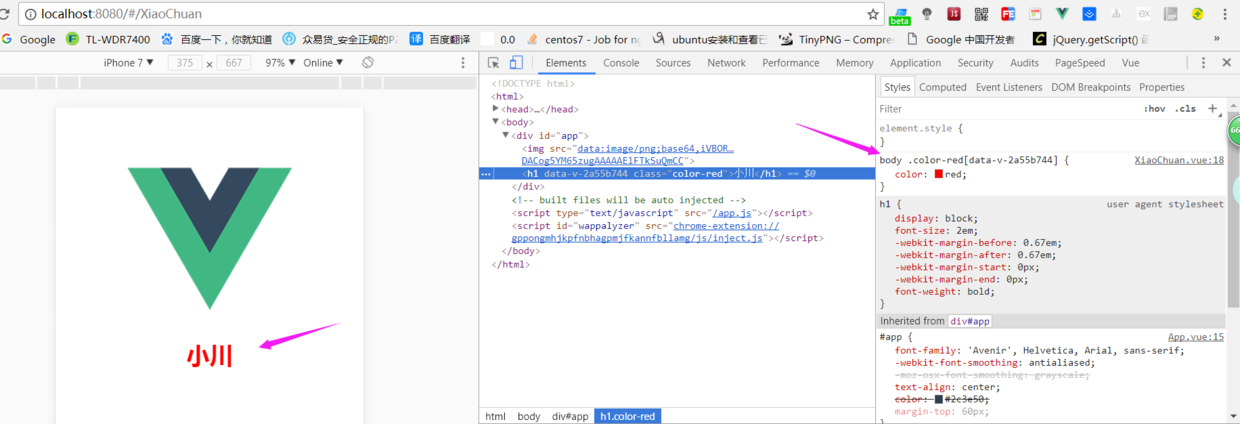 localhost:8080/#/XiaoChuan
beta
Google TL-WDR7400 百度一下，你就知道 众易贷_安全正规的P2 百度翻译 0.0 centos7 - Job for ng ubuntu安装和查看已 TinyPNG – Compres Google 中国开发者 jQuery.getScript() »
iPhone 7 ▼ 375 × 667 97% ▼ Online ▼
Elements Console Sources Network Performance Memory Application Security Audits PageSpeed Vue
<!DOCTYPE html>
<html>
<head>…</head>
<body>
<div id="app">
<img src="data:image/png;base64,iVBOR…
DACog5YM65zugAAAAAElFTkSuQmCC">
<h1 data-v-2a55b744 class="color-red">小川</h1> == $0
</div>
<!-- built files will be auto injected -->
<script type="text/javascript" src="/app.js"></script>
<script id="wappalyzer" src="chrome-extension://
gppongmhjkpfnbhagpmjfkannfbllamg/js/inject.js"></script>
</body>
</html>
html body div#app h1.color-red
Styles Computed Event Listeners DOM Breakpoints Properties
Filter :hov .cls +
element.style {
}
body .color-red[data-v-2a55b744] { XiaoChuan.vue:18
color: red;
}
h1 { user agent stylesheet
display: block;
font-size: 2em;
-webkit-margin-before: 0.67em;
-webkit-margin-after: 0.67em;
-webkit-margin-start: 0px;
-webkit-margin-end: 0px;
font-weight: bold;
}
Inherited from div#app
#app { App.vue:15
font-family: 'Avenir', Helvetica, Arial, sans-serif;
-webkit-font-smoothing: antialiased;
-moz-osx-font-smoothing: grayscale;
text-align: center;
color: #2c3e50;
margin-top: 60px;
}
小川
66